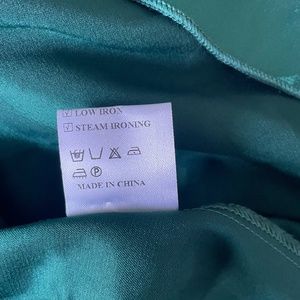 ☑ LOW IRON
☑ STEAM IRONING
P
MADE IN CHINA